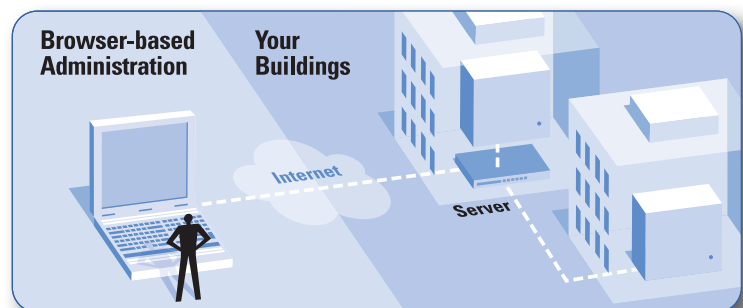 Browser-based
Administration
Your
Buildings
Internet
Server